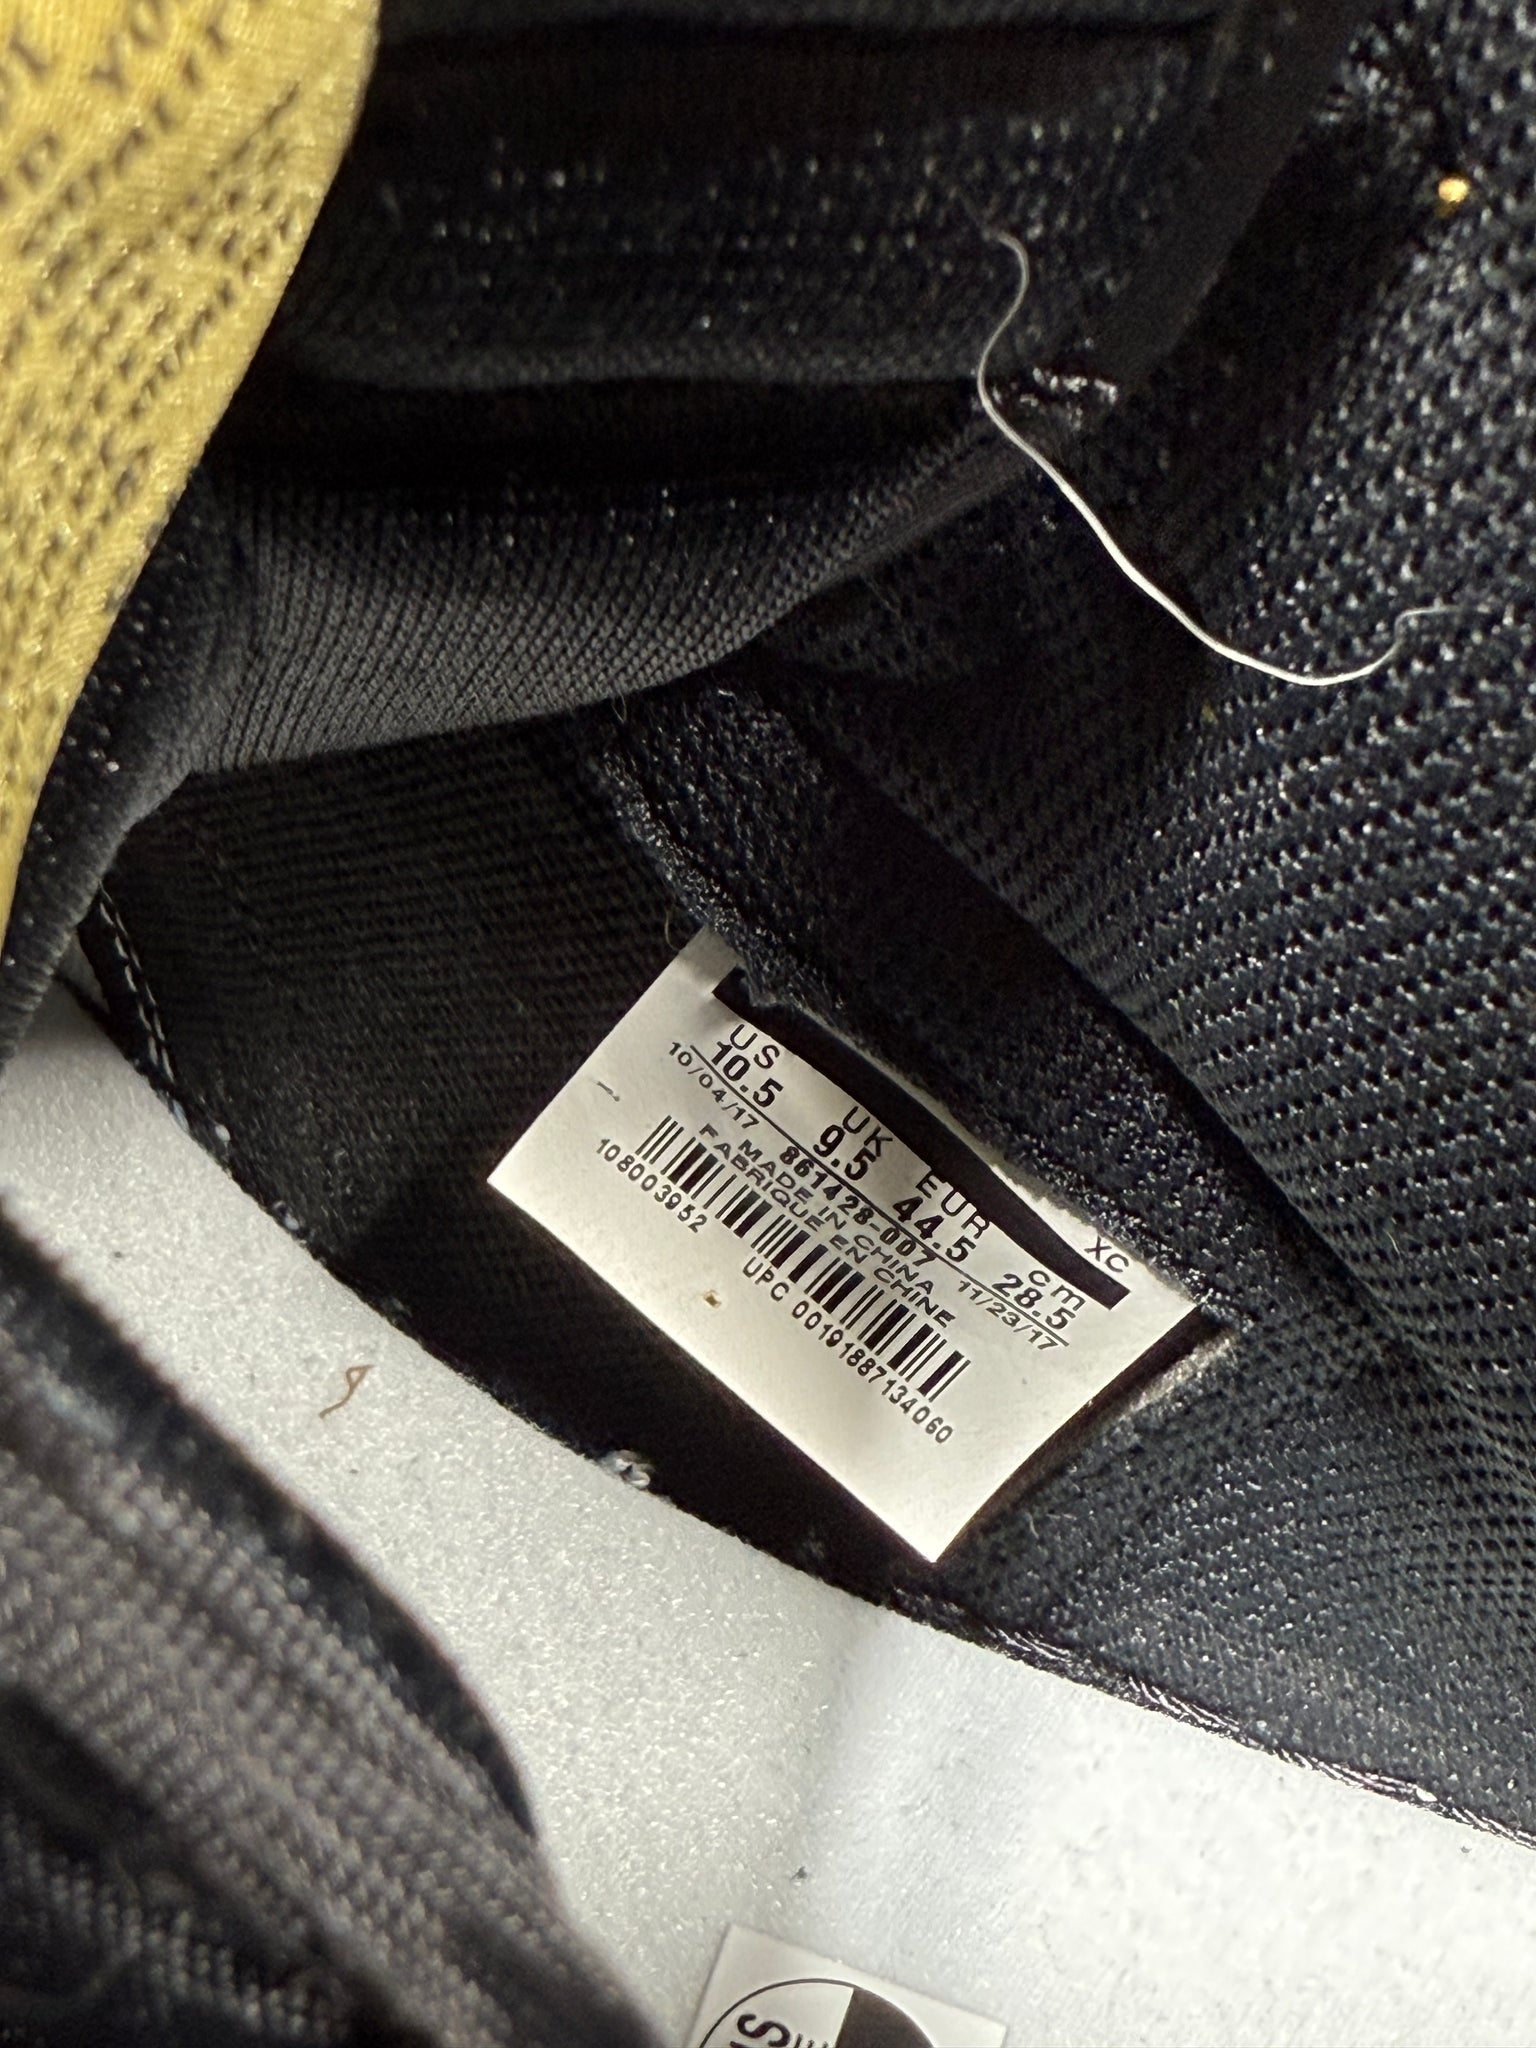 XC
US UK EUR cm
10.5 9.5 44.5 28.5
10/04/17 861428-007 11/23/17
MADE IN CHINA
FABRIQUE EN CHINE
1080039952 UPC 00191887134060